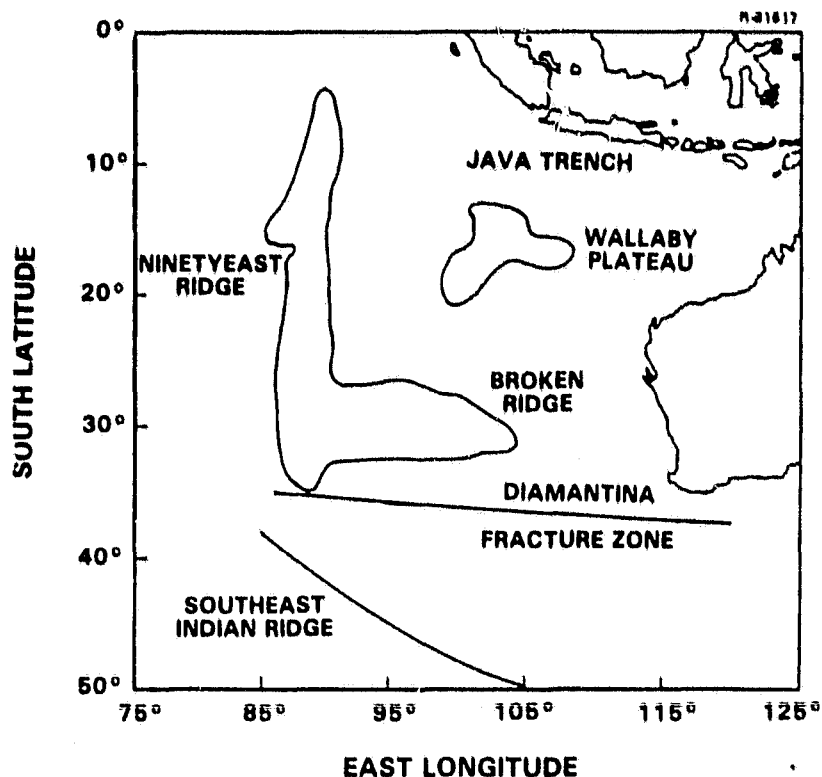 R-31617
0°
10°
20°
30°
40°
50°
SOUTH LATITUDE
JAVA TRENCH
WALLABY
PLATEAU
NINETYEAST
RIDGE
BROKEN
RIDGE
DIAMANTINA
FRACTURE ZONE
SOUTHEAST
INDIAN RIDGE
75°
85°
95°
105°
115°
125°
EAST LONGITUDE